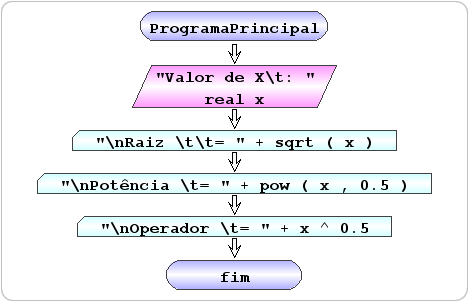 ProgramaPrincipal
"Valor de X\t: "
real x
"\nRaiz \t\t= " + sqrt ( x )
"\nPotência \t= " + pow ( x , 0.5 )
"\nOperador \t= " + x ^ 0.5
fim